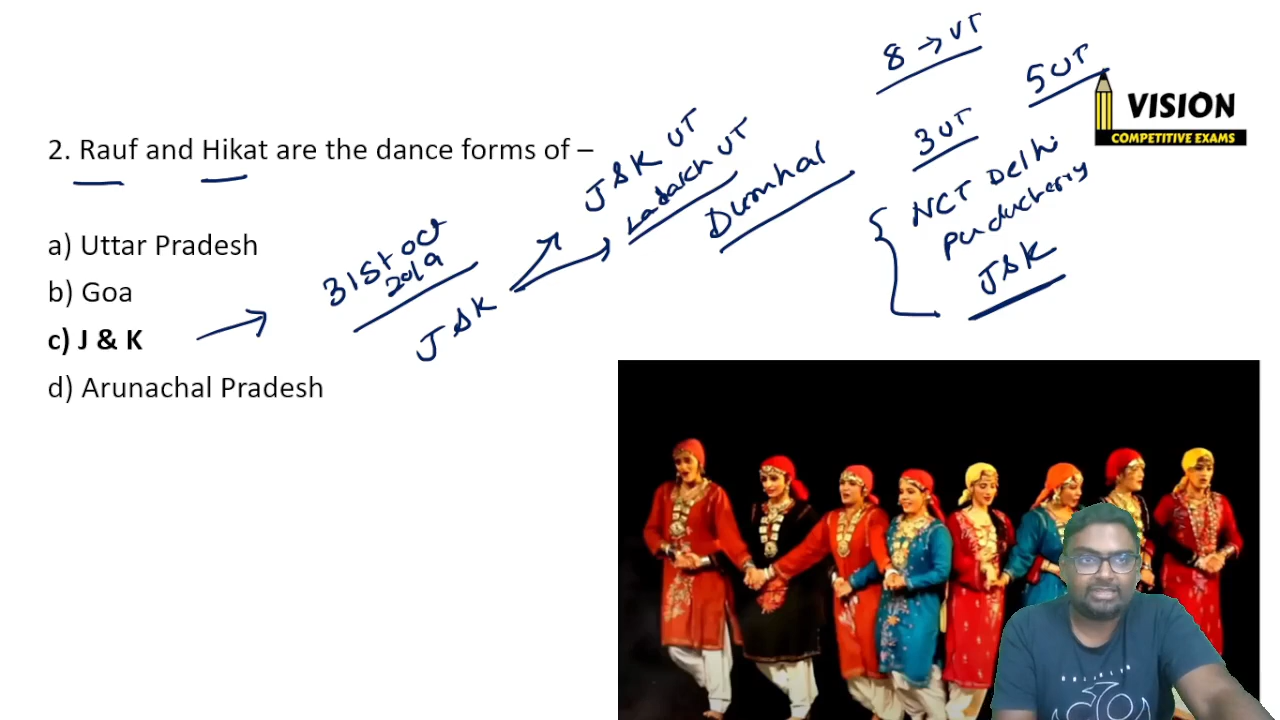 8 → UT
5 UT
VISION
COMPETITIVE EXAMS
2. Rauf and Hikat are the dance forms of –
J&K UT
Ladakh UT
Dumhal
3 UT
NCT Delhi
Puducherry
J&K
a) Uttar Pradesh
b) Goa
c) J & K
d) Arunachal Pradesh
31st oct
2019
J&K